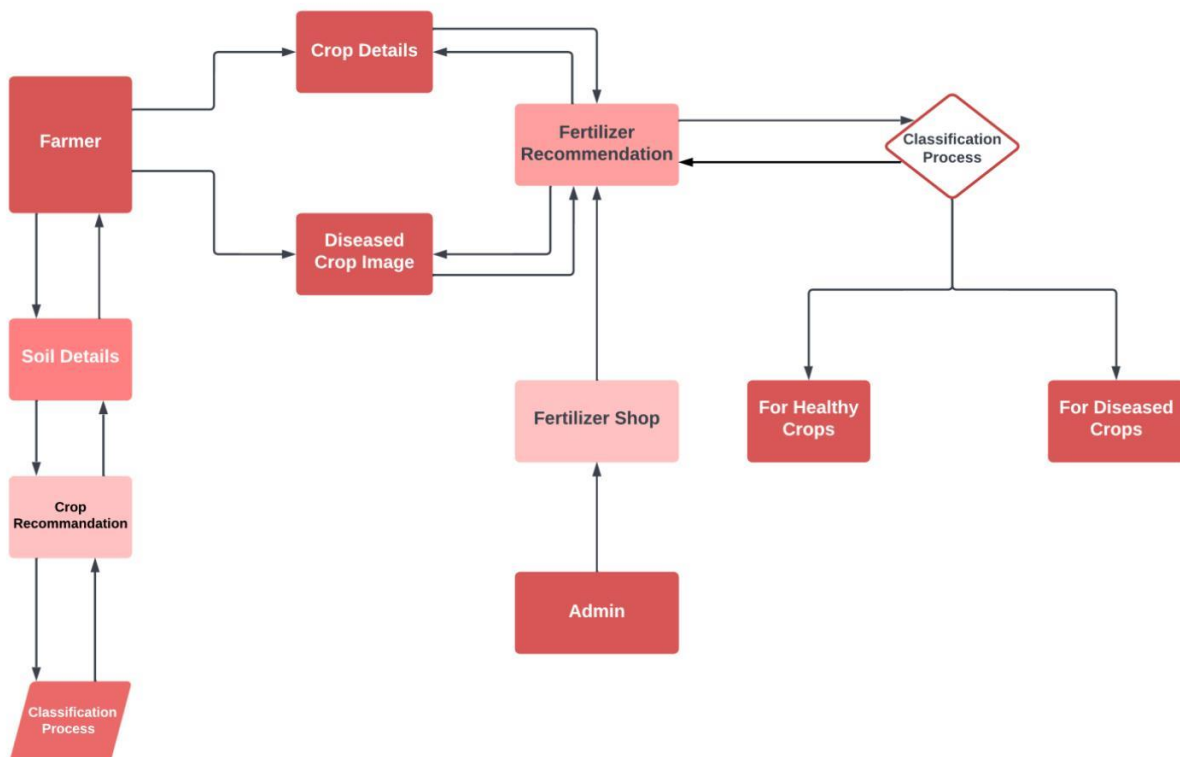 Crop Details
Farmer
Fertilizer
Recommendation
Classification
Process
Diseased
Crop Image
Soil Details
Fertilizer Shop
For Healthy
Crops
For Diseased
Crops
Crop
Recommandation
Admin
Classification
Process